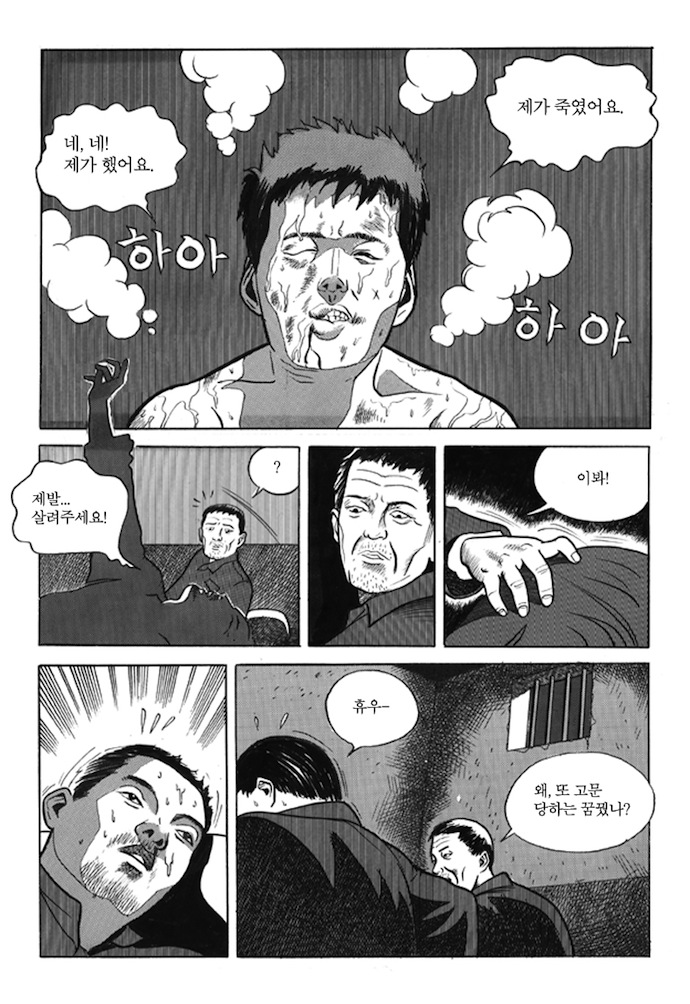 제가 죽였어요.
네, 네!
제가 했어요.
하아
하아
제발...
살려주세요!
?
이봐!
휴우–
왜, 또 고문
당하는 꿈꿨나?